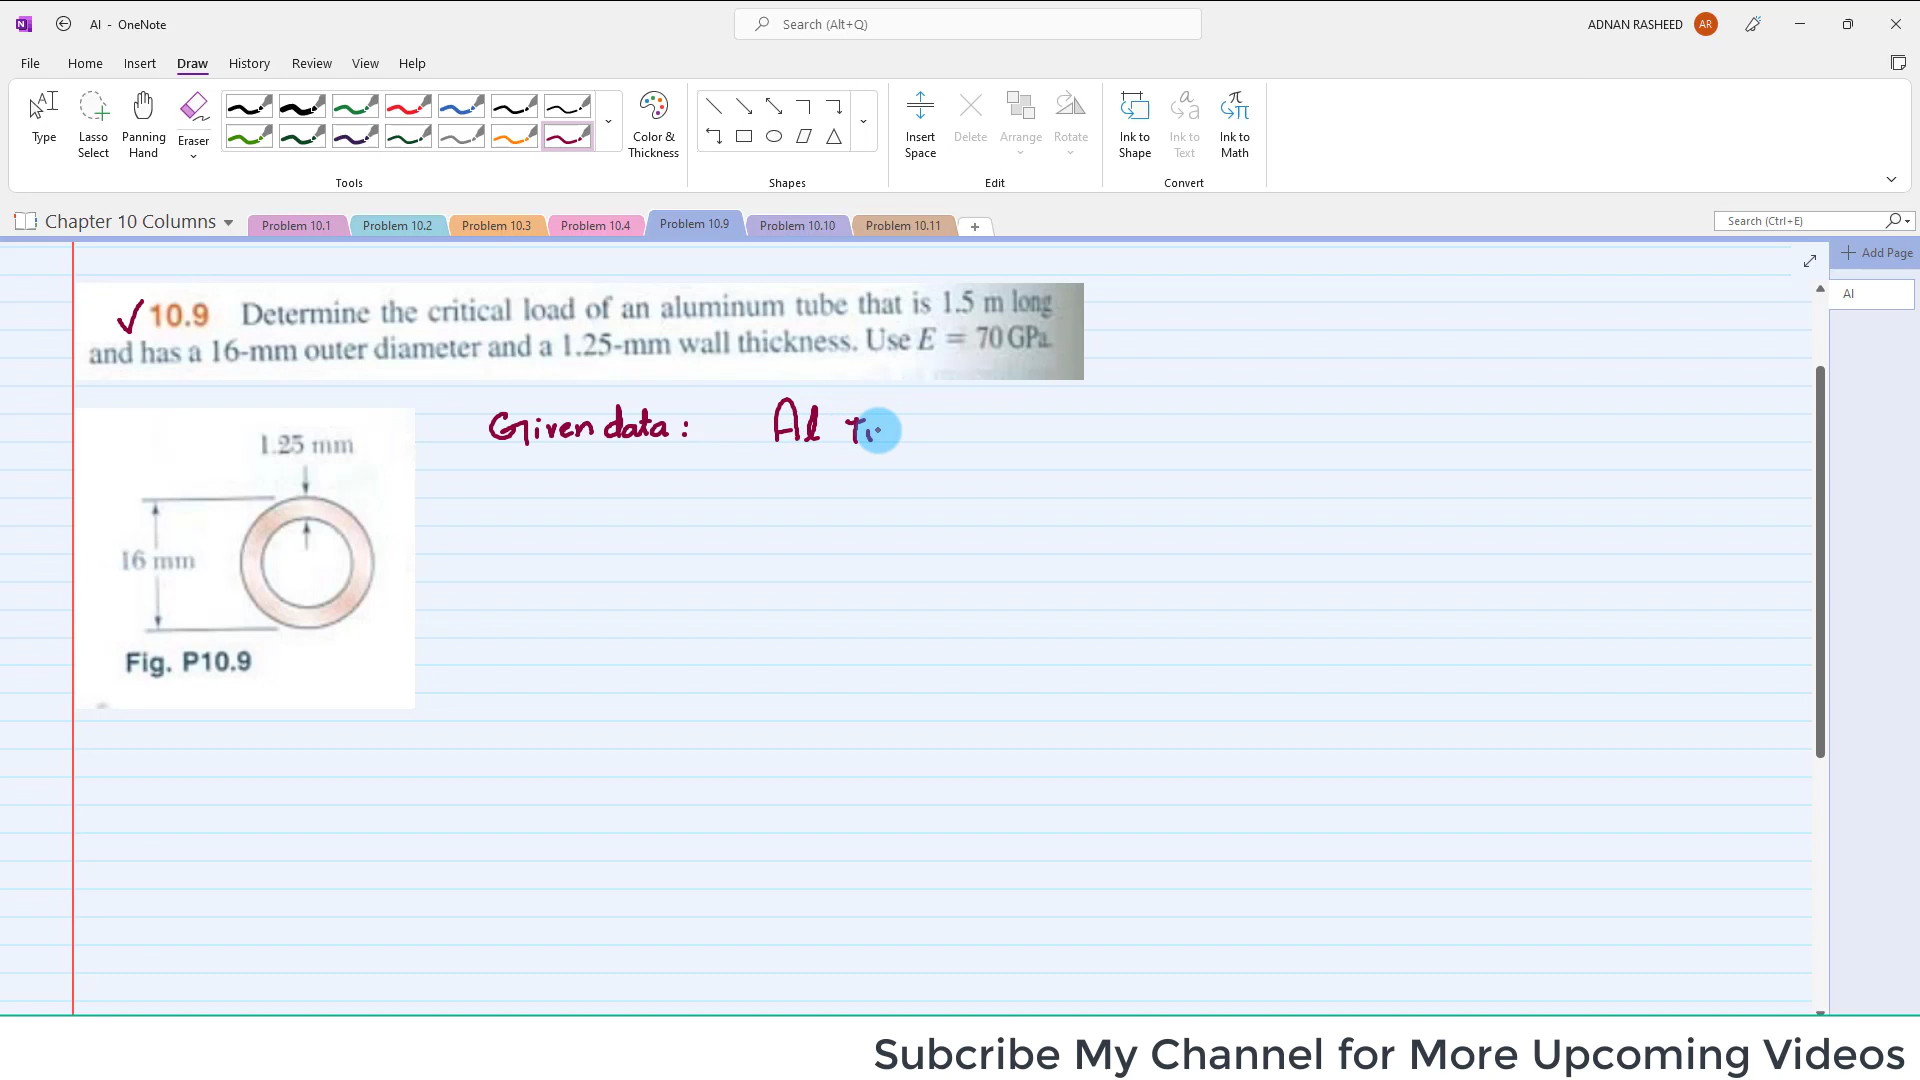 AI - OneNote
Search (Alt+Q)
ADNAN RASHEED
AR
File Home Insert Draw History Review View Help
Type
Lasso Select
Panning Hand
Eraser
Color & Thickness
Insert Space
Delete
Arrange
Rotate
Ink to Shape
Ink to Text
Ink to Math
Tools
Shapes
Edit
Convert
Chapter 10 Columns
Problem 10.1
Problem 10.2
Problem 10.3
Problem 10.4
Problem 10.9
Problem 10.10
Problem 10.11
Search (Ctrl+E)
Add Page
AI
10.9 Determine the critical load of an aluminum tube that is 1.5 m long
and has a 16-mm outer diameter and a 1.25-mm wall thickness. Use E = 70 GPa.
Given data : Al
1.25 mm
16 mm
Fig. P10.9
Subcribe My Channel for More Upcoming Videos